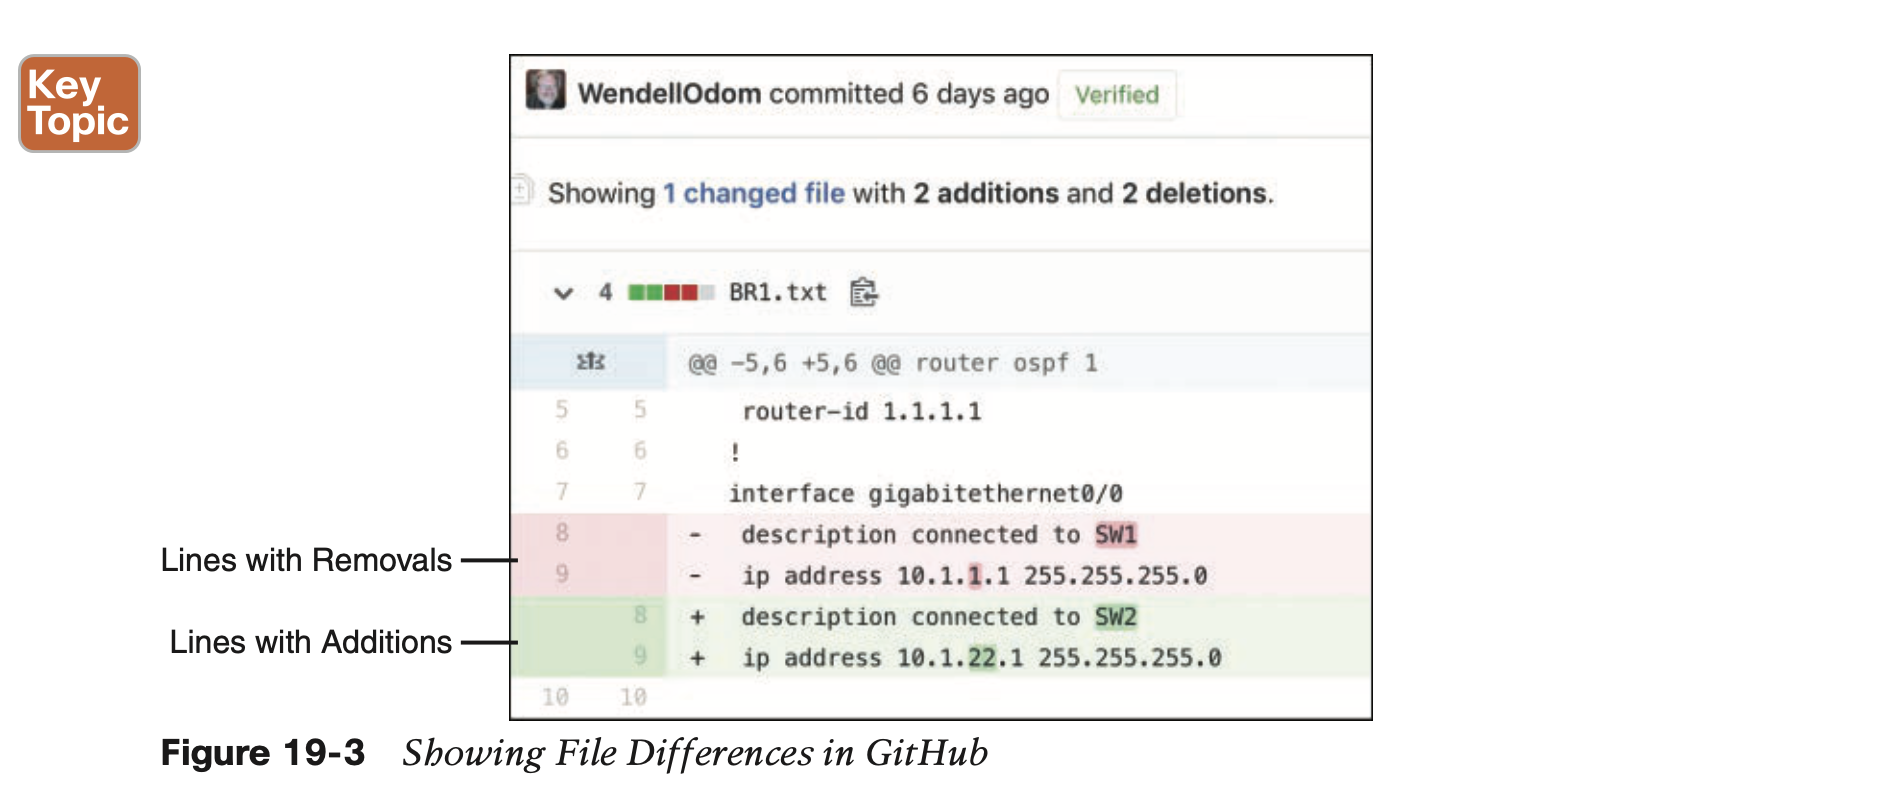 Key
Topic
WendellOdom committed 6 days ago Verified
Showing 1 changed file with 2 additions and 2 deletions.
4 BR1.txt
@@ -5,6 +5,6 @@ router ospf 1
5 5 router-id 1.1.1.1
6 6 !
7 7 interface gigabitethernet0/0
8 - description connected to SW1
Lines with Removals
9 - ip address 10.1.1.1 255.255.255.0
8 + description connected to SW2
Lines with Additions
9 + ip address 10.1.22.1 255.255.255.0
10 10
Figure 19-3 Showing File Differences in GitHub